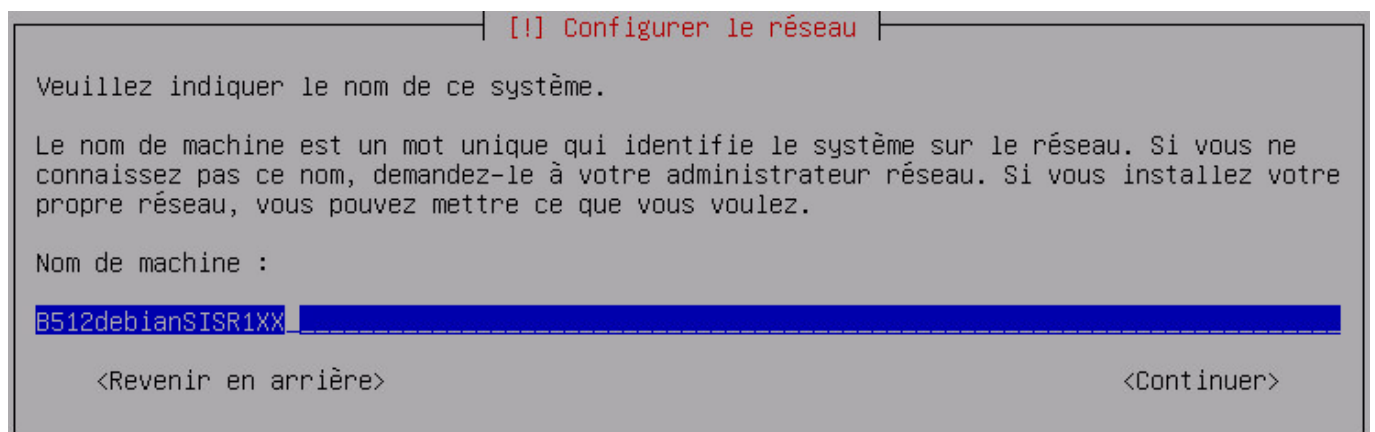 [!] Configurer le réseau
Veuillez indiquer le nom de ce système.
Le nom de machine est un mot unique qui identifie le système sur le réseau. Si vous ne
connaissez pas ce nom, demandez-le à votre administrateur réseau. Si vous installez votre
propre réseau, vous pouvez mettre ce que vous voulez.
Nom de machine :
B512debianSISR1XX
<Revenir en arrière> <Continuer>